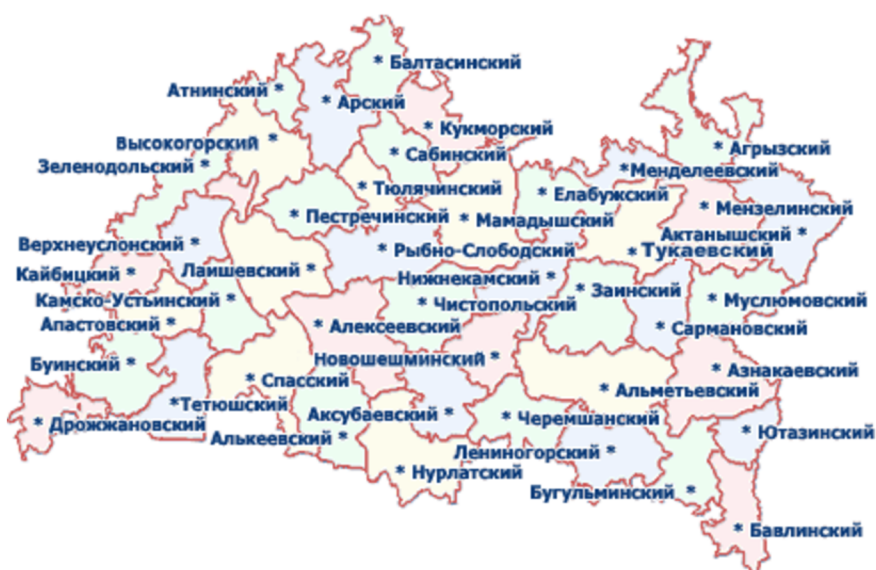 * Балтасинский
Атнинский *
* Арский
* Кукморский
Высокогорский *
* Агрызский
* Сабинский
Зеленодольский *
* Менделеевский
* Тюлячинский
* Елабужский
* Мензелинский
* Пестречинский
* Мамадышский
Актанышский *
Верхнеуслонский *
* Рыбно-Слободский
* Тукаевский
Кайбицкий *
Лаишевский *
Нижнекамский *
* Заинский
Камско-Устьинский *
* Чистопольский
* Муслюмовский
Апастовский *
* Алексеевский
* Сармановский
Буинский *
Новошешминский *
* Азнакаевский
* Спасский
* Альметьевский
* Тетюшский
Аксубаевский *
* Черемшанский
* Дрожжановский
* Ютазинский
Алькеевский *
Лениногорский *
* Нурлатский
Бугульминский *
* Бавлинский